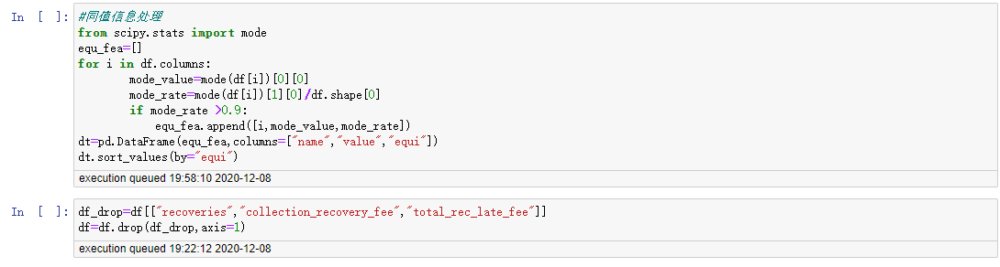 In [ ]: #同值信息处理
from scipy.stats import mode
equ_fea=[]
for i in df.columns:
mode_value=mode(df[i])[0][0]
mode_rate=mode(df[i])[1][0]/df.shape[0]
if mode_rate >0.9:
equ_fea.append([i,mode_value,mode_rate])
dt=pd.DataFrame(equ_fea,columns=["name","value","equi"])
dt.sort_values(by="equi")
execution queued 19:58:10 2020-12-08
In [ ]: df_drop=df[["recoveries","collection_recovery_fee","total_rec_late_fee"]]
df=df.drop(df_drop,axis=1)
execution queued 19:22:12 2020-12-08